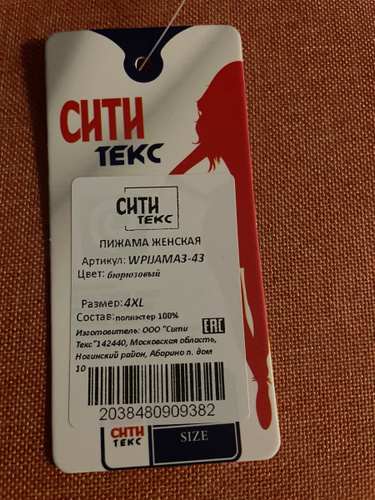 СИТИ
ТЕКС
СИТИ
ТЕКС
ПИЖАМА ЖЕНСКАЯ
Артикул: WPIJAMA3-43
Цвет: бюрюзовый
Размер: 4XL
Состав: полиэстер 100%
Изготовитель: ООО "Сити
Текс"142440, Московская область,
Ногинский район, Аборино п. дом
10
EAC
2038480909382
СИТИ
ТЕКС
SIZE